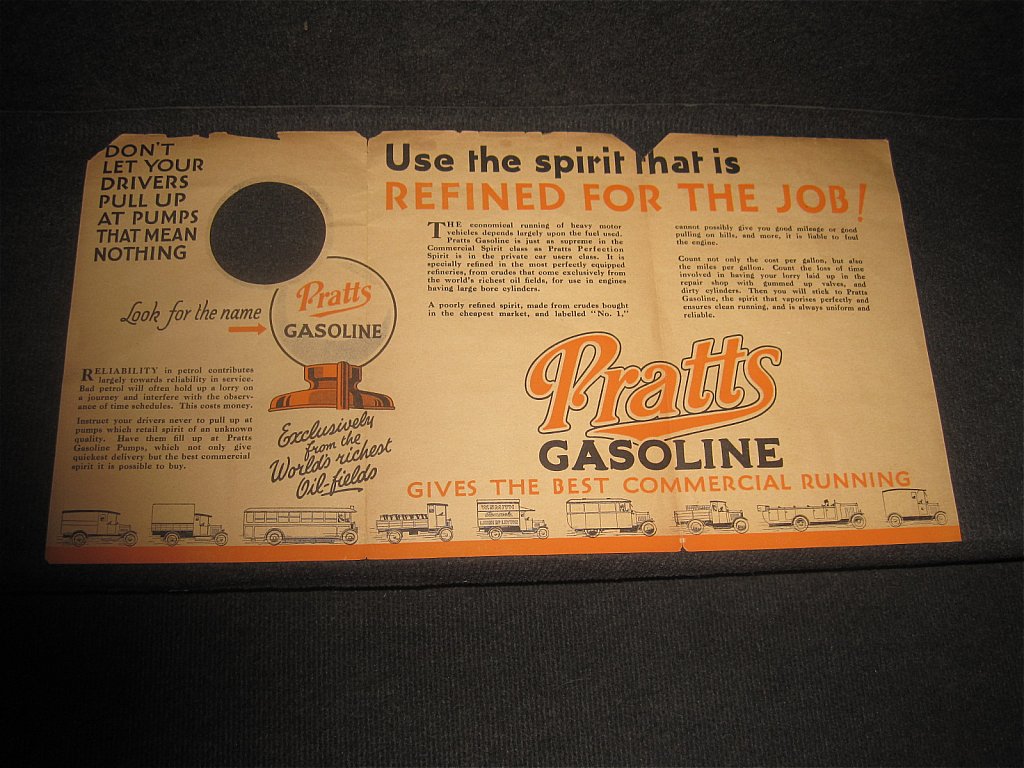 DON'T
LET YOUR
DRIVERS
PULL UP
AT PUMPS
THAT MEAN
NOTHING
Look for the name
Pratts
GASOLINE
RELIABILITY in petrol contributes
largely towards reliability in service.
Bad petrol will often hold up a lorry on
a journey and interfere with the observ-
ance of time schedules. This costs money.
Instruct your drivers never to pull up at
pumps which retail spirit of an unknown
quality. Have them fill up at Pratts
Gasoline Pumps, which not only give
quickest delivery but the best commercial
spirit it is possible to buy.
Exclusively
from the
World's richest
Oil-fields
Use the spirit that is
REFINED FOR THE JOB!
THE economical running of heavy motor
vehicles depends largely upon the fuel used.
Pratts Gasoline is just as supreme in the
Commercial Spirit class as Pratts Perfection
Spirit is in the private car users class. It is
specially refined in the most perfectly equipped
refineries, from crudes that come exclusively from
the world's richest oil fields, for use in engines
having large bore cylinders.
A poorly refined spirit, made from crudes bought
in the cheapest market, and labelled "No. 1,"
cannot possibly give you good mileage or good
pulling on hills, and more, it is liable to foul
the engine.
Count not only the cost per gallon, but also
the miles per gallon. Count the loss of time
involved in having your lorry laid up in the
repair shop with gummed up valves, and
dirty cylinders. Then you will stick to Pratts
Gasoline, the spirit that vaporises perfectly and
ensures clean running, and is always uniform and
reliable.
Pratts
GASOLINE
GIVES THE BEST COMMERCIAL RUNNING